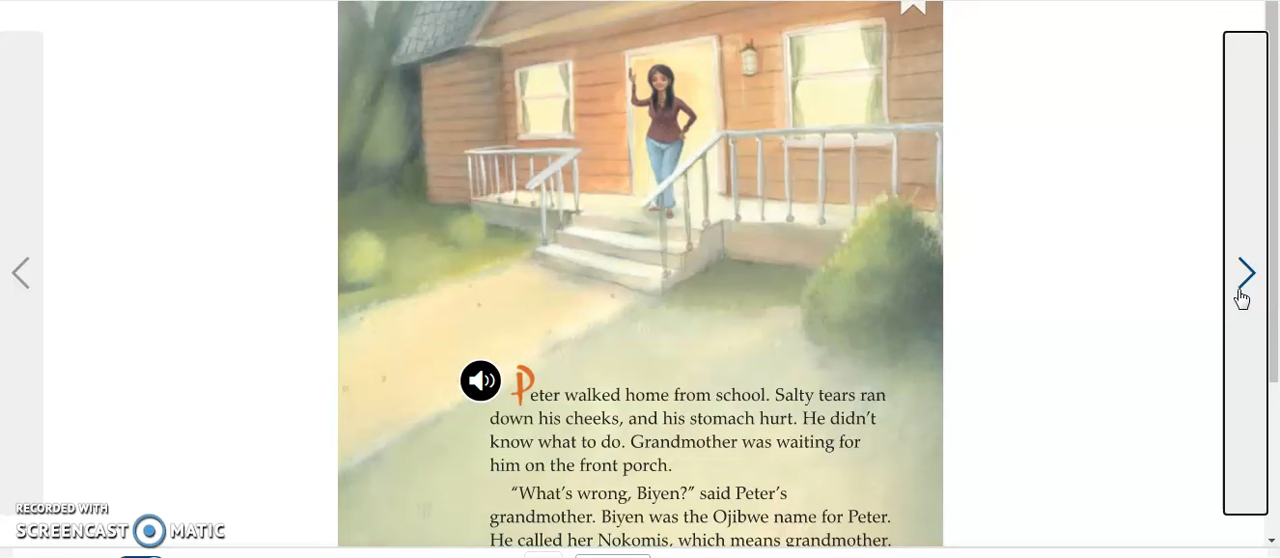 Peter walked home from school. Salty tears ran
down his cheeks, and his stomach hurt. He didn't
know what to do. Grandmother was waiting for
him on the front porch.
"What's wrong, Biyen?" said Peter's
grandmother. Biyen was the Ojibwe name for Peter.
He called her Nokomis, which means grandmother.
RECORDED WITH
SCREENCAST MATIC